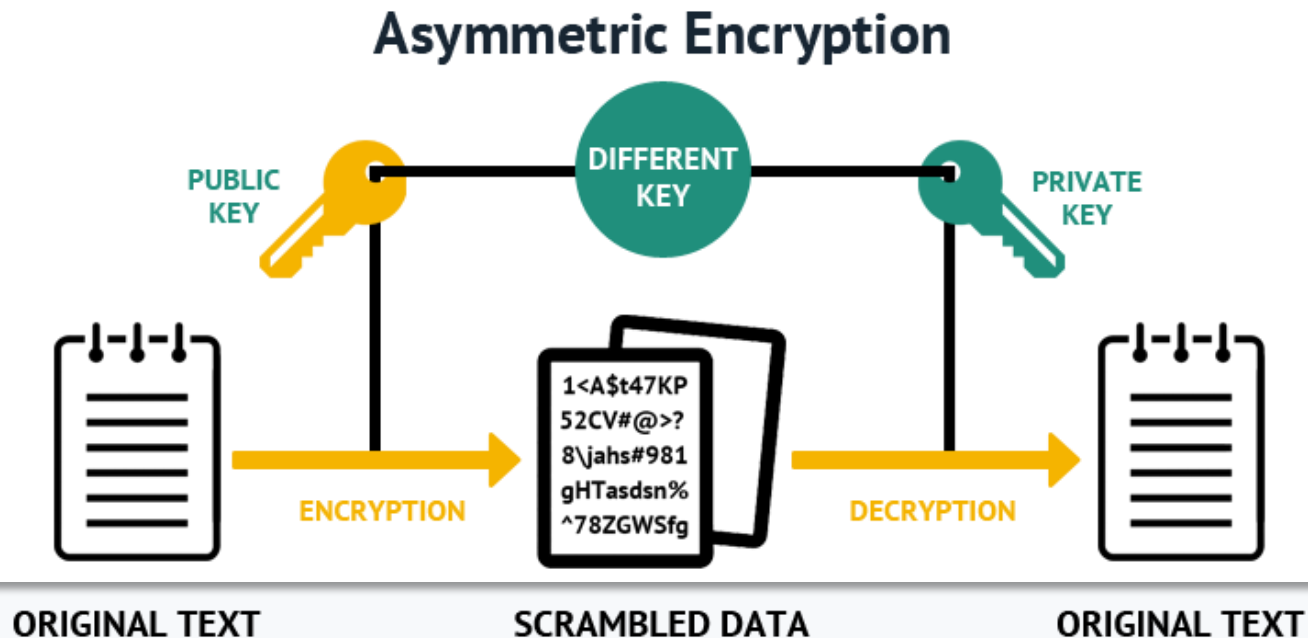 Asymmetric Encryption
DIFFERENT
KEY
PUBLIC
KEY
PRIVATE
KEY
1<A$t47KP
52CV#@>?
8\jahs#981
gHTasdsn%
^78ZGWSfg
ENCRYPTION
DECRYPTION
ORIGINAL TEXT
SCRAMBLED DATA
ORIGINAL TEXT